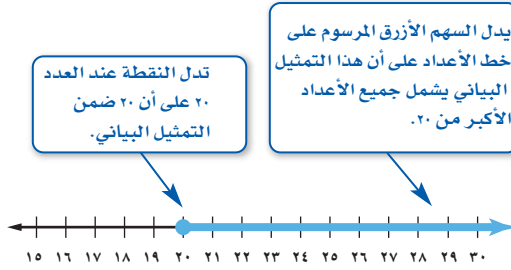 يدل السهم الأزرق المرسوم على
خط الأعداد على أن هذا التمثيل
البياني يشمل جميع الأعداد
الأكبر من ٢٠.
تدل النقطة عند العدد
٢٠ على أن ٢٠ ضمن
التمثيل البياني.
١٥ ١٦ ١٧ ١٨ ١٩ ٢٠ ٢١ ٢٢ ٢٣ ٢٤ ٢٥ ٢٦ ٢٧ ٢٨ ٢٩ ٣٠